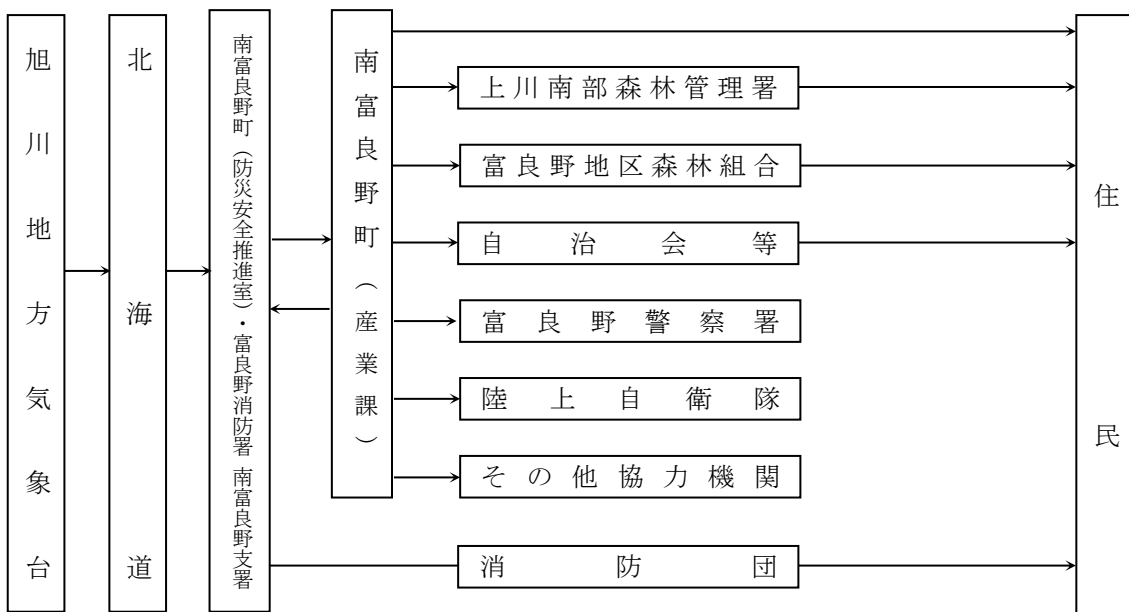 旭川地方気象台
北海道
南富良野町（防災安全推進室）・富良野消防署 南富良野支署
南富良野町（産業課）
上川南部森林管理署
富良野地区森林組合
自治会等
富良野警察署
陸上自衛隊
その他協力機関
消防団
住民